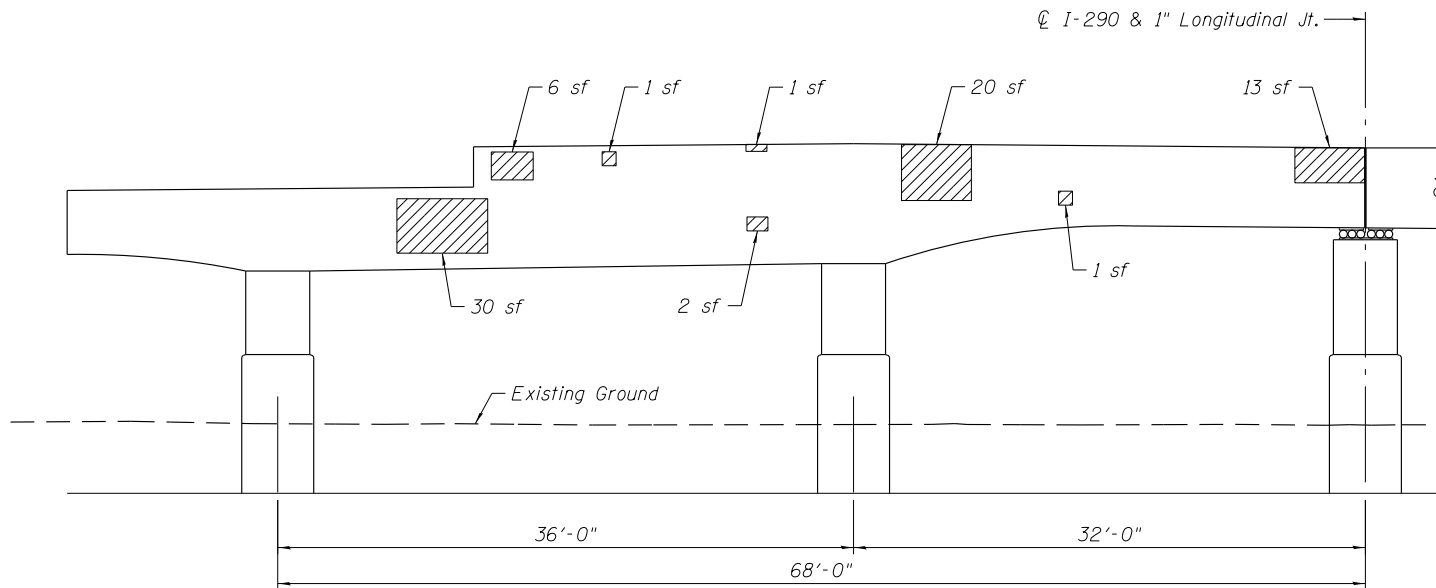 ℄ I-290 & 1" Longitudinal Jt.
6 sf
1 sf
1 sf
20 sf
13 sf
30 sf
2 sf
1 sf
Existing Ground
36'-0"
32'-0"
68'-0"